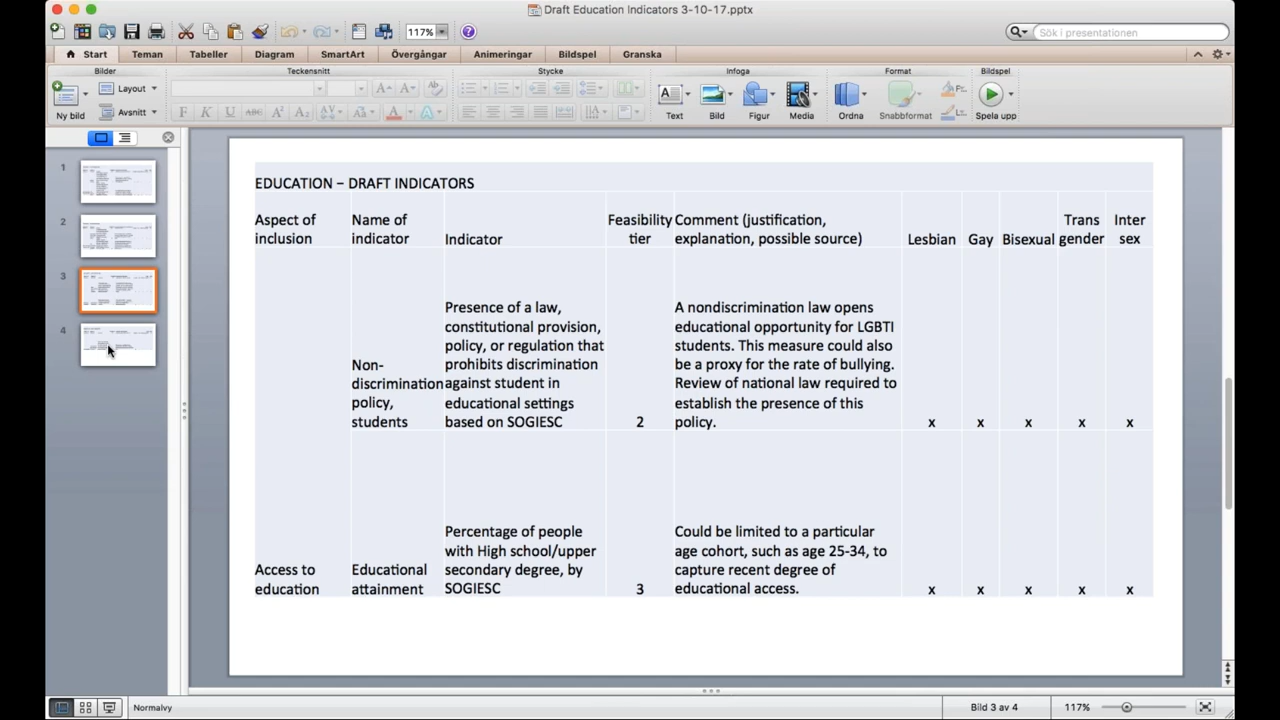 Draft Education Indicators 3-10-17.pptx
117%
Sök i presentationen
Start Teman Tabeller Diagram SmartArt Övergångar Animeringar Bildspel Granska
Bilder Teckensnitt Stycke Infoga Format Bildspel
Layout
Avsnitt
Ny bild
F K U ABC A² A₂ AV Aa A A
Text Bild Figur Media Ordna Snabbformat Spela upp
1
2
3
4
EDUCATION – DRAFT INDICATORS
Aspect of inclusion
Name of indicator
Indicator
Feasibility tier
Comment (justification, explanation, possible source)
Lesbian
Gay
Bisexual
Trans gender
Inter sex
Non-
discrimination
policy,
students
Presence of a law,
constitutional provision,
policy, or regulation that
prohibits discrimination
against student in
educational settings
based on SOGIESC
2
A nondiscrimination law opens
educational opportunity for LGBTI
students. This measure could also
be a proxy for the rate of bullying.
Review of national law required to
establish the presence of this
policy.
x x x x x
Access to
education
Educational
attainment
Percentage of people
with High school/upper
secondary degree, by
SOGIESC
3
Could be limited to a particular
age cohort, such as age 25-34, to
capture recent degree of
educational access.
x x x x x
Normalvy
Bild 3 av 4
117%